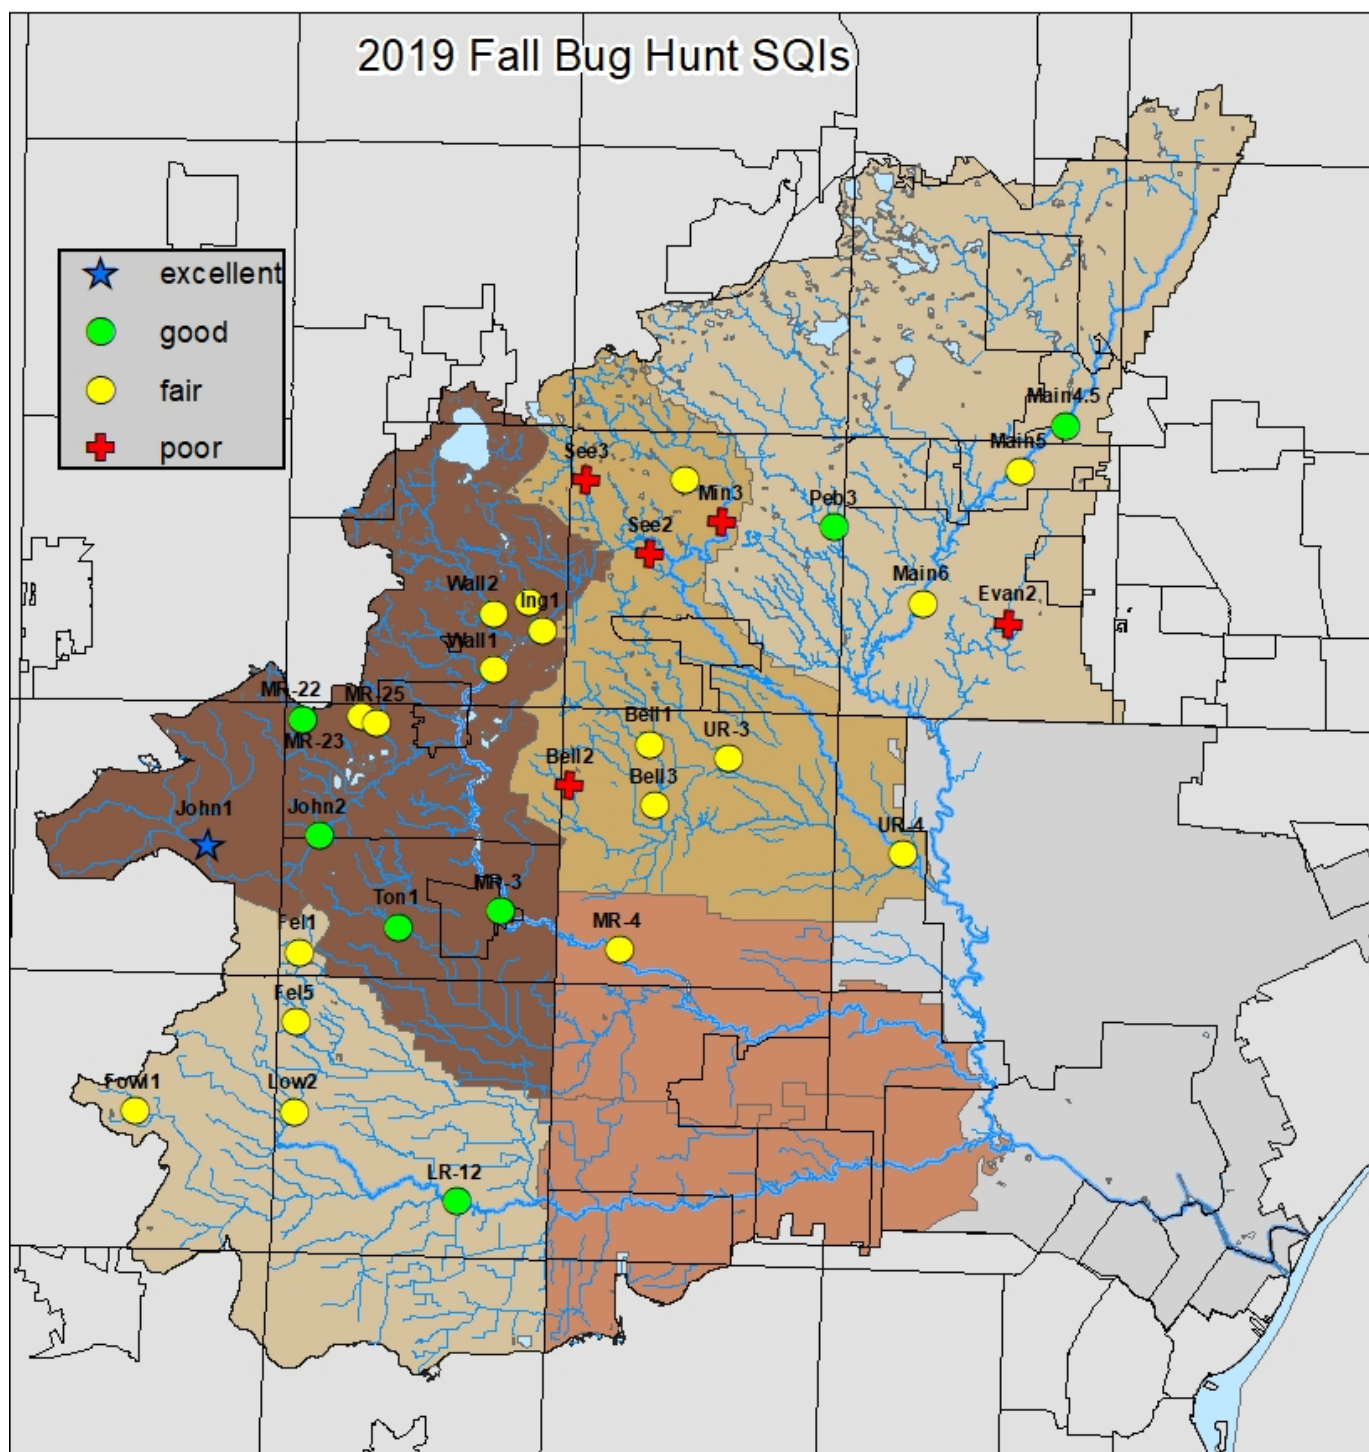 2019 Fall Bug Hunt SQIs
excellent
good
fair
poor
Main4.5
Main5
See3
Min3
Peb3
See2
Main6
Evan2
Wall2
Ing1
Wall1
MR-22
MR-25
MR-23
Bell1
UR-3
Bell2
Bell3
John1
John2
UR-4
MR-3
Ton1
Fel1
MR-4
Fel5
Fowl1
Low2
LR-12